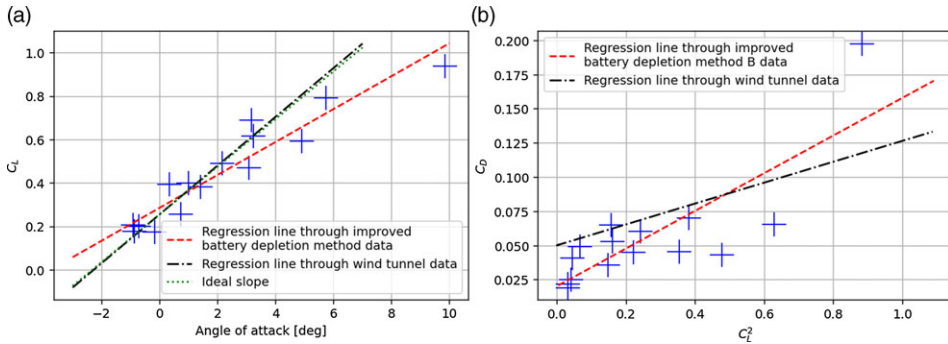 (a)
1.0
0.8
0.6
0.4
0.2
0.0
C_L
−2
0
2
4
6
8
10
Angle of attack [deg]
Regression line through improved
battery depletion method data
Regression line through wind tunnel data
Ideal slope
(b)
C_D
0.200
0.175
0.150
0.125
0.100
0.075
0.050
0.025
0.0
0.2
0.4
0.6
0.8
1.0
C_L^2
Regression line through improved
battery depletion method B data
Regression line through wind tunnel data